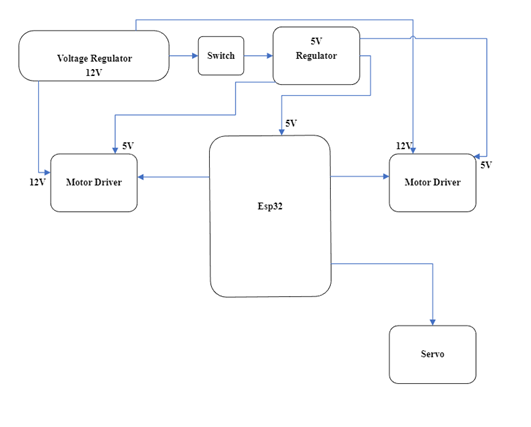 Voltage Regulator
12V
Switch
5V
Regulator
5V
5V
12V
5V
12V
Motor Driver
Motor Driver
Esp32
Servo